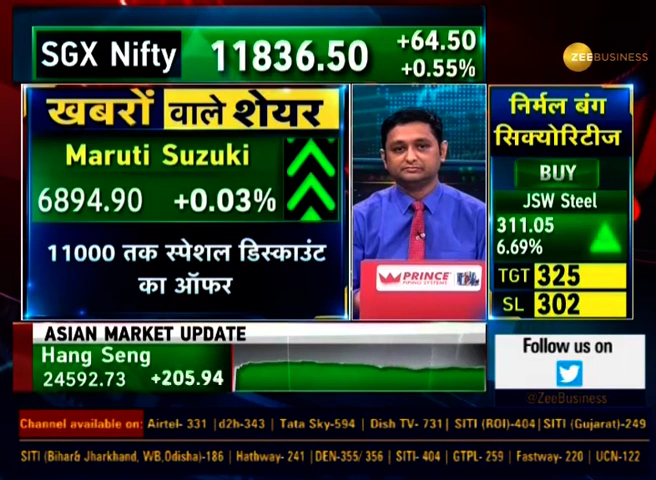 SGX Nifty 11836.50 +64.50
+0.55%
ZEE BUSINESS
खबरों वाले शेयर
Maruti Suzuki
6894.90 +0.03%
11000 तक स्पेशल डिस्काउंट
का ऑफर
PRINCE
PIPING SYSTEMS
निर्मल बंग
सिक्योरिटीज
BUY
JSW Steel
311.05
6.69%
TGT 325
SL 302
ASIAN MARKET UPDATE
Hang Seng
24592.73 +205.94
Follow us on
@ZeeBusiness
Channel available on: Airtel- 331 | d2h-343 | Tata Sky-594 | Dish TV- 731 | SITI (ROI)-404 | SITI (Gujarat)-249
SITI (Bihar& Jharkhand, WB,Odisha)-186 | Hathway- 241 | DEN-355/ 356 | SITI- 404 | GTPL- 259 | Fastway- 220 | UCN-122